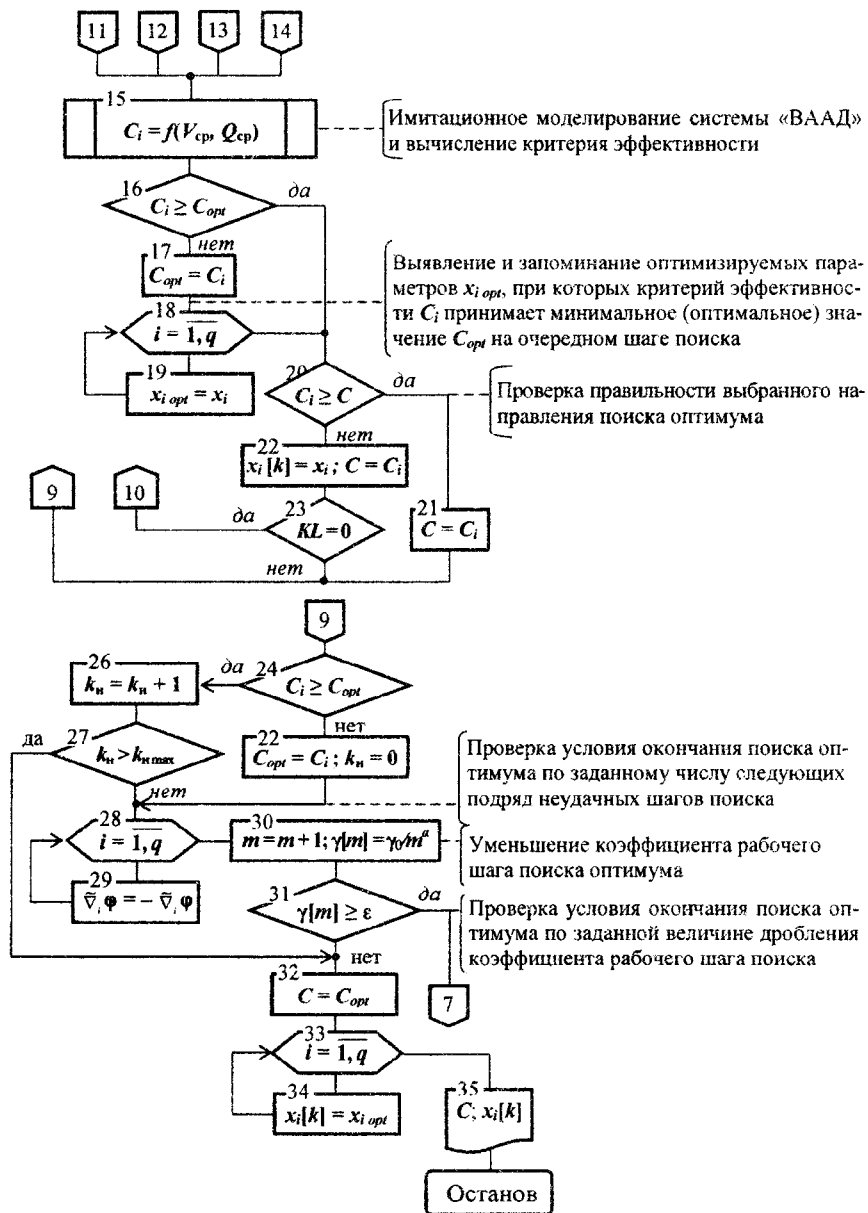 11 12 13 14
15
C_i = f(V_ср, Q_ср)
Имитационное моделирование системы «ВААД»
и вычисление критерия эффективности
16
да
C_i ≥ C_opt
нет
17
C_opt = C_i
Выявление и запоминание оптимизируемых пара-
метров x_i opt, при которых критерий эффективнос-
ти C_i принимает минимальное (оптимальное) зна-
чение C_opt на очередном шаге поиска
18
i = 1, q
19
x_i opt = x_i
20
C_i ≥ C
да
Проверка правильности выбранного на-
правления поиска оптимума
нет
22
x_i [k] = x_i ; C = C_i
9
10
23
да
KL = 0
21
C = C_i
нет
9
26
да
24
k_н = k_н + 1
C_i ≥ C_opt
да
27
нет
k_н > k_н max
22
C_opt = C_i ; k_н = 0
Проверка условия окончания поиска оп-
тимума по заданному числу следующих
подряд неудачных шагов поиска
нет
28
i = 1, q
30
m = m + 1; γ[m] = γ_0/m^α
Уменьшение коэффициента рабочего
шага поиска оптимума
29
∇̃_i φ = – ∇̃_i φ
31
γ[m] ≥ ε
да
Проверка условия окончания поиска оп-
тимума по заданной величине дробления
коэффициента рабочего шага поиска
нет
32
C = C_opt
7
33
i = 1, q
34
x_i[k] = x_i opt
35
C; x_i[k]
Останов